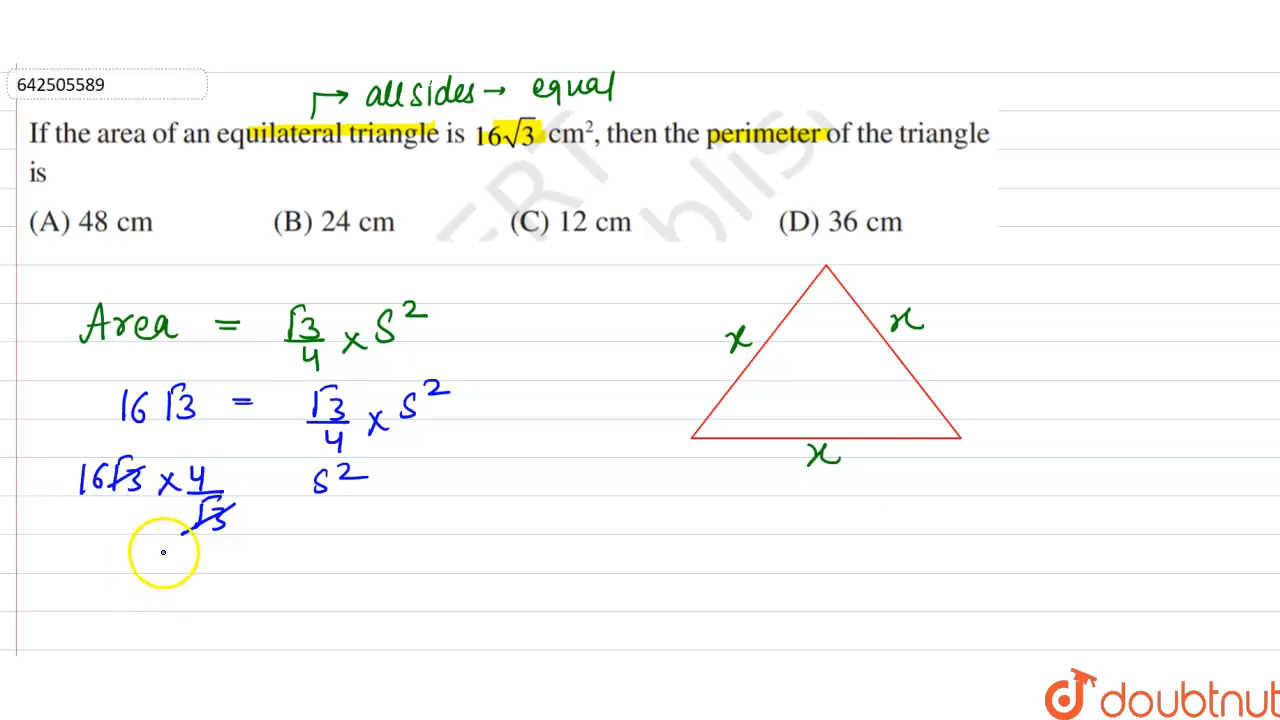 642505589
all sides → equal
If the area of an equilateral triangle is 16√3 cm², then the perimeter of the triangle
is
(A) 48 cm (B) 24 cm (C) 12 cm (D) 36 cm
Area = √3/4 × S²
x x
16√3 = √3/4 × S²
x
16√3 × 4/√3 S²
doubtnut